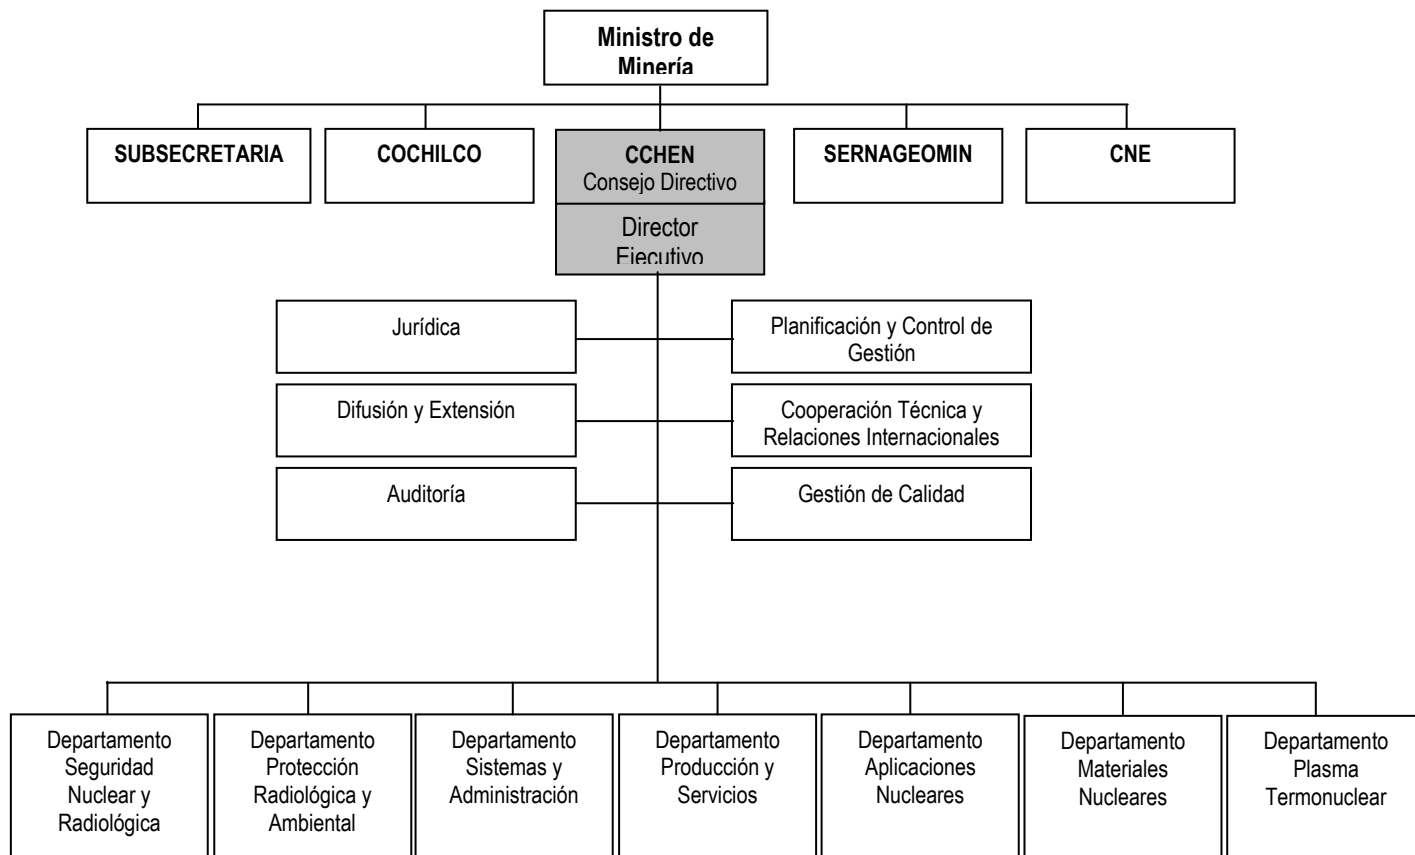 Ministro de
Minería
SUBSECRETARIA
COCHILCO
CCHEN
Consejo Directivo
Director
Ejecutivo
SERNAGEOMIN
CNE
Jurídica
Planificación y Control de
Gestión
Difusión y Extensión
Cooperación Técnica y
Relaciones Internacionales
Auditoría
Gestión de Calidad
Departamento
Seguridad
Nuclear y
Radiológica
Departamento
Protección
Radiológica y
Ambiental
Departamento
Sistemas y
Administración
Departamento
Producción y
Servicios
Departamento
Aplicaciones
Nucleares
Departamento
Materiales
Nucleares
Departamento
Plasma
Termonuclear